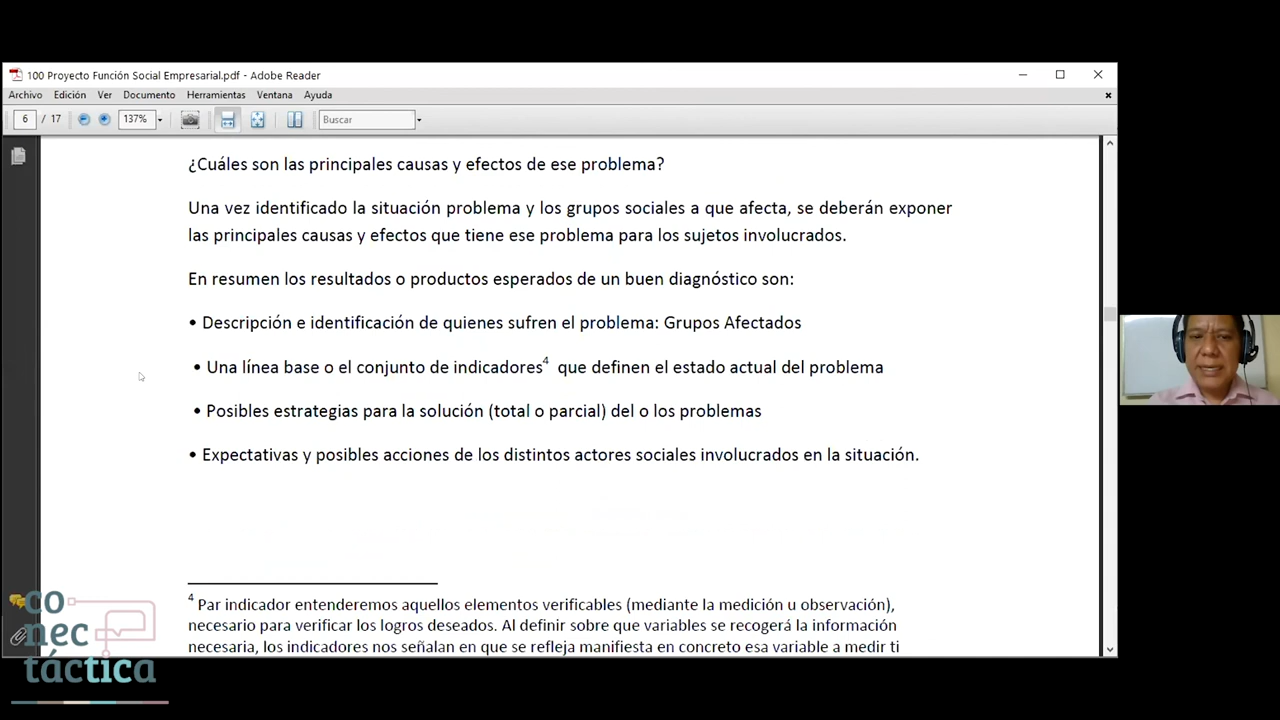 100 Proyecto Función Social Empresarial.pdf - Adobe Reader
Archivo Edición Ver Documento Herramientas Ventana Ayuda
6 / 17 137% Buscar
¿Cuáles son las principales causas y efectos de ese problema?
Una vez identificado la situación problema y los grupos sociales a que afecta, se deberán exponer
las principales causas y efectos que tiene ese problema para los sujetos involucrados.
En resumen los resultados o productos esperados de un buen diagnóstico son:
• Descripción e identificación de quienes sufren el problema: Grupos Afectados
• Una línea base o el conjunto de indicadores4 que definen el estado actual del problema
• Posibles estrategias para la solución (total o parcial) del o los problemas
• Expectativas y posibles acciones de los distintos actores sociales involucrados en la situación.
4 Par indicador entenderemos aquellos elementos verificables (mediante la medición u observación),
necesario para verificar los logros deseados. Al definir sobre que variables se recogerá la información
necesaria, los indicadores nos señalan en que se refleja manifiesta en concreto esa variable a medir ti
co
nec
táctica